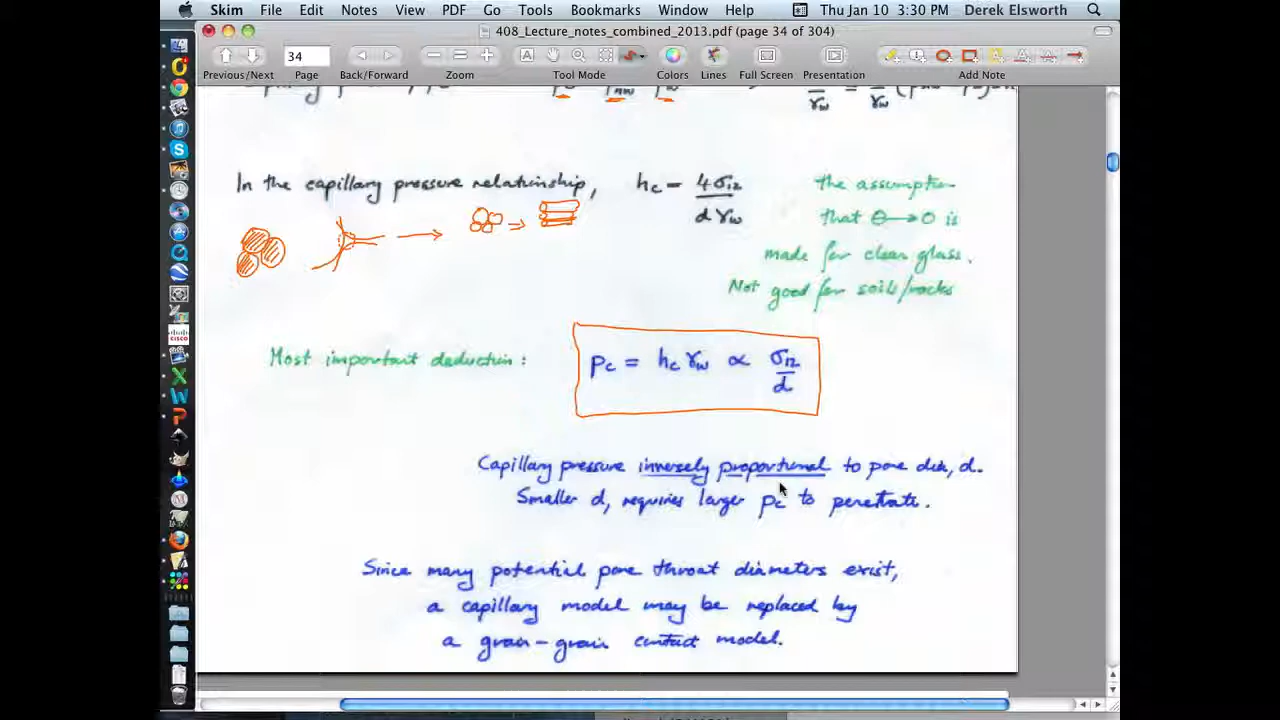 Skim File Edit Notes View PDF Go Tools Bookmarks Window Help Thu Jan 10 3:30 PM Derek Elsworth
408_Lecture_notes_combined_2013.pdf (page 34 of 304)
34
Previous/Next Page Back/Forward Zoom Tool Mode Colors Lines Full Screen Presentation Add Note
In the capillary pressure relationship, hc = 4σ12 / d γw
the assumption
that θ → 0 is
made for clean glass.
Not good for soils/rocks
Most important deduction: pc = hc γw ∝ σ12 / d
Capillary pressure inversely proportional to pore dia, d.
Smaller d, requires larger pc to penetrate.
Since many potential pore throat diameters exist,
a capillary model may be replaced by
a grain-grain contact model.